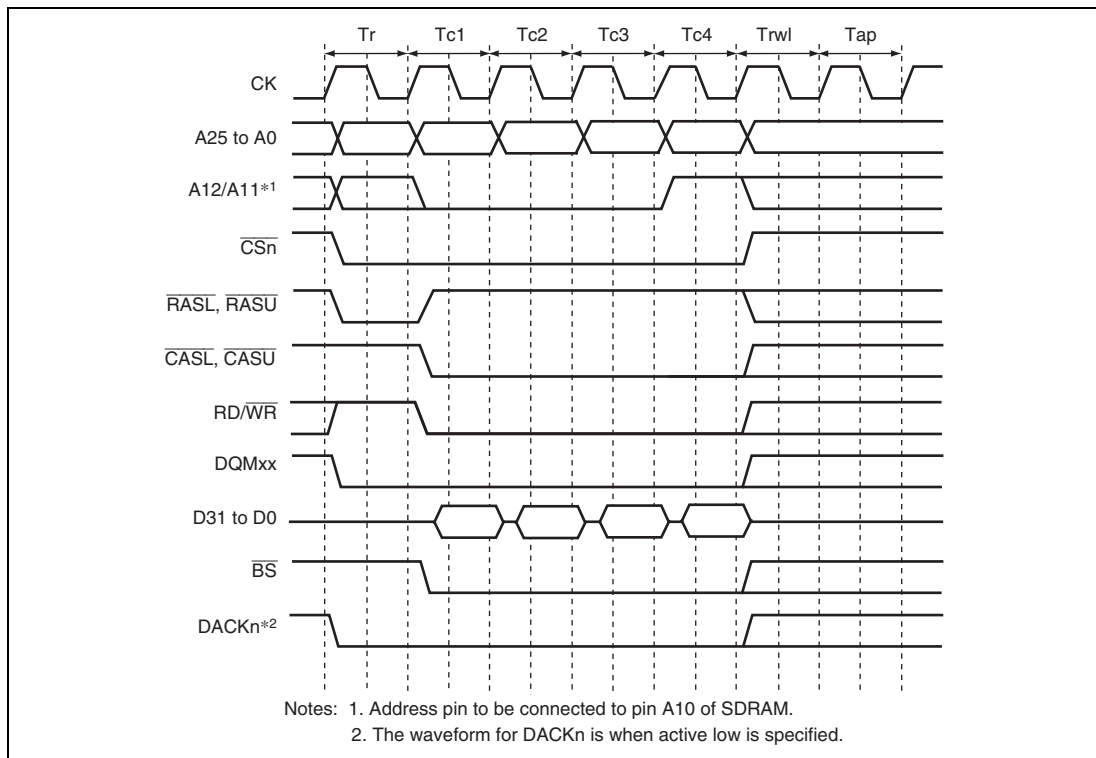 Tr Tc1 Tc2 Tc3 Tc4 Trwl Tap
CK
A25 to A0
A12/A11*1
CSn
RASL, RASU
CASL, CASU
RD/WR
DQMxx
D31 to D0
BS
DACKn*2
Notes: 1. Address pin to be connected to pin A10 of SDRAM.
2. The waveform for DACKn is when active low is specified.